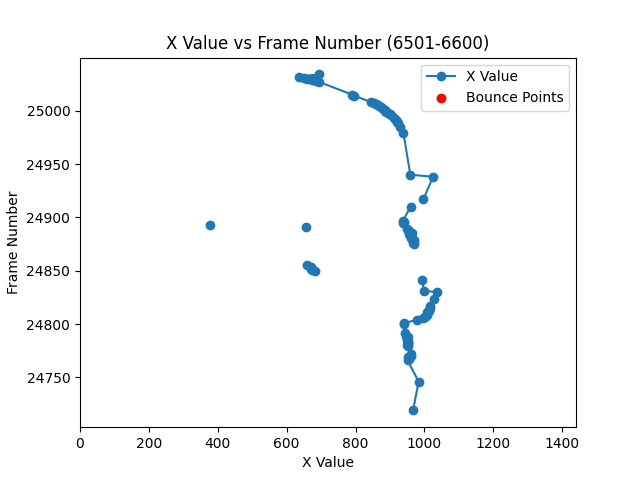 X Value vs Frame Number (6501-6600)
X Value
Bounce Points
25000
24950
24900
24850
24800
24750
Frame Number
0 200 400 600 800 1000 1200 1400
X Value